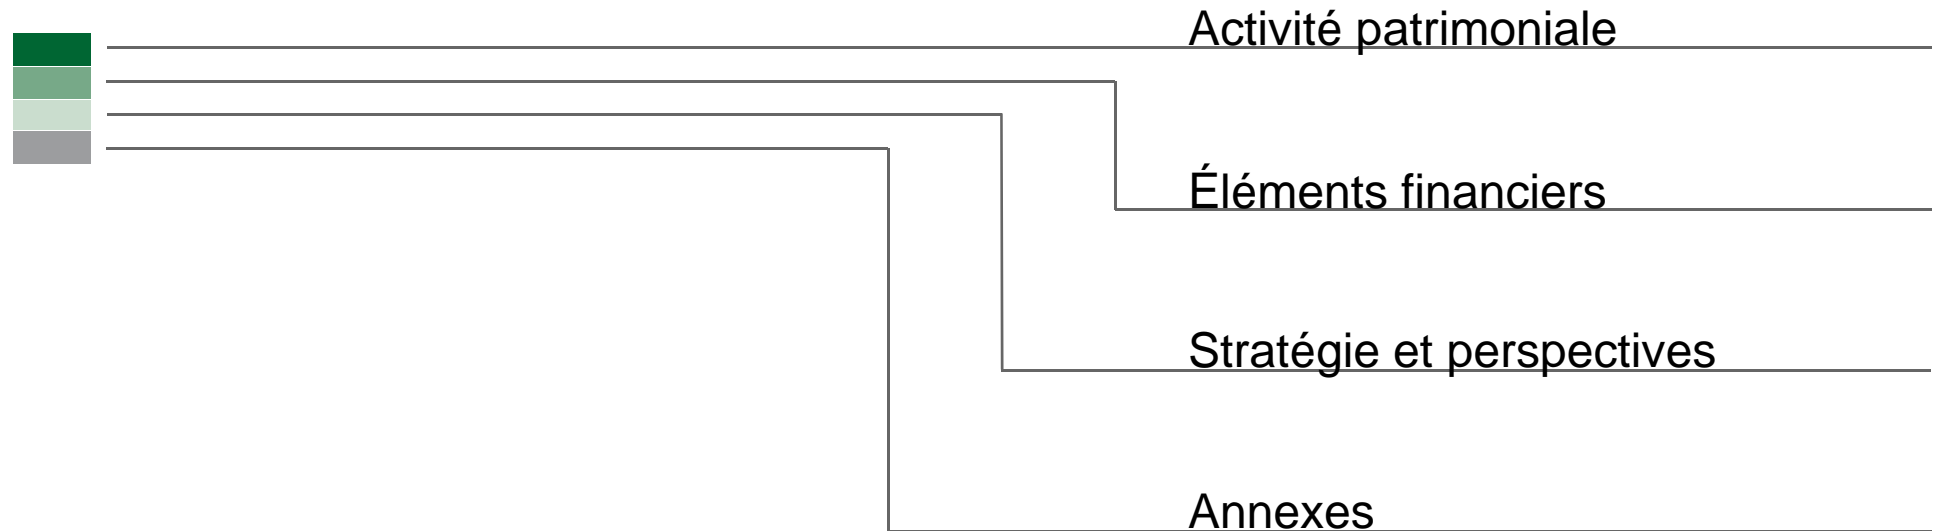 Activité patrimoniale
Éléments financiers
Stratégie et perspectives
Annexes